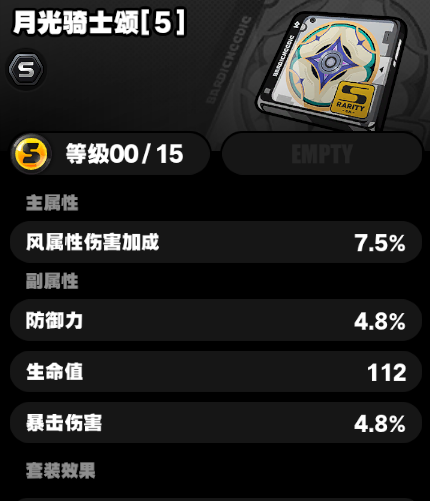 月光骑士颂[5]
S
S
RARITY
S 等级00/15
EMPTY
主属性
风属性伤害加成 7.5%
副属性
防御力 4.8%
生命值 112
暴击伤害 4.8%
套装效果